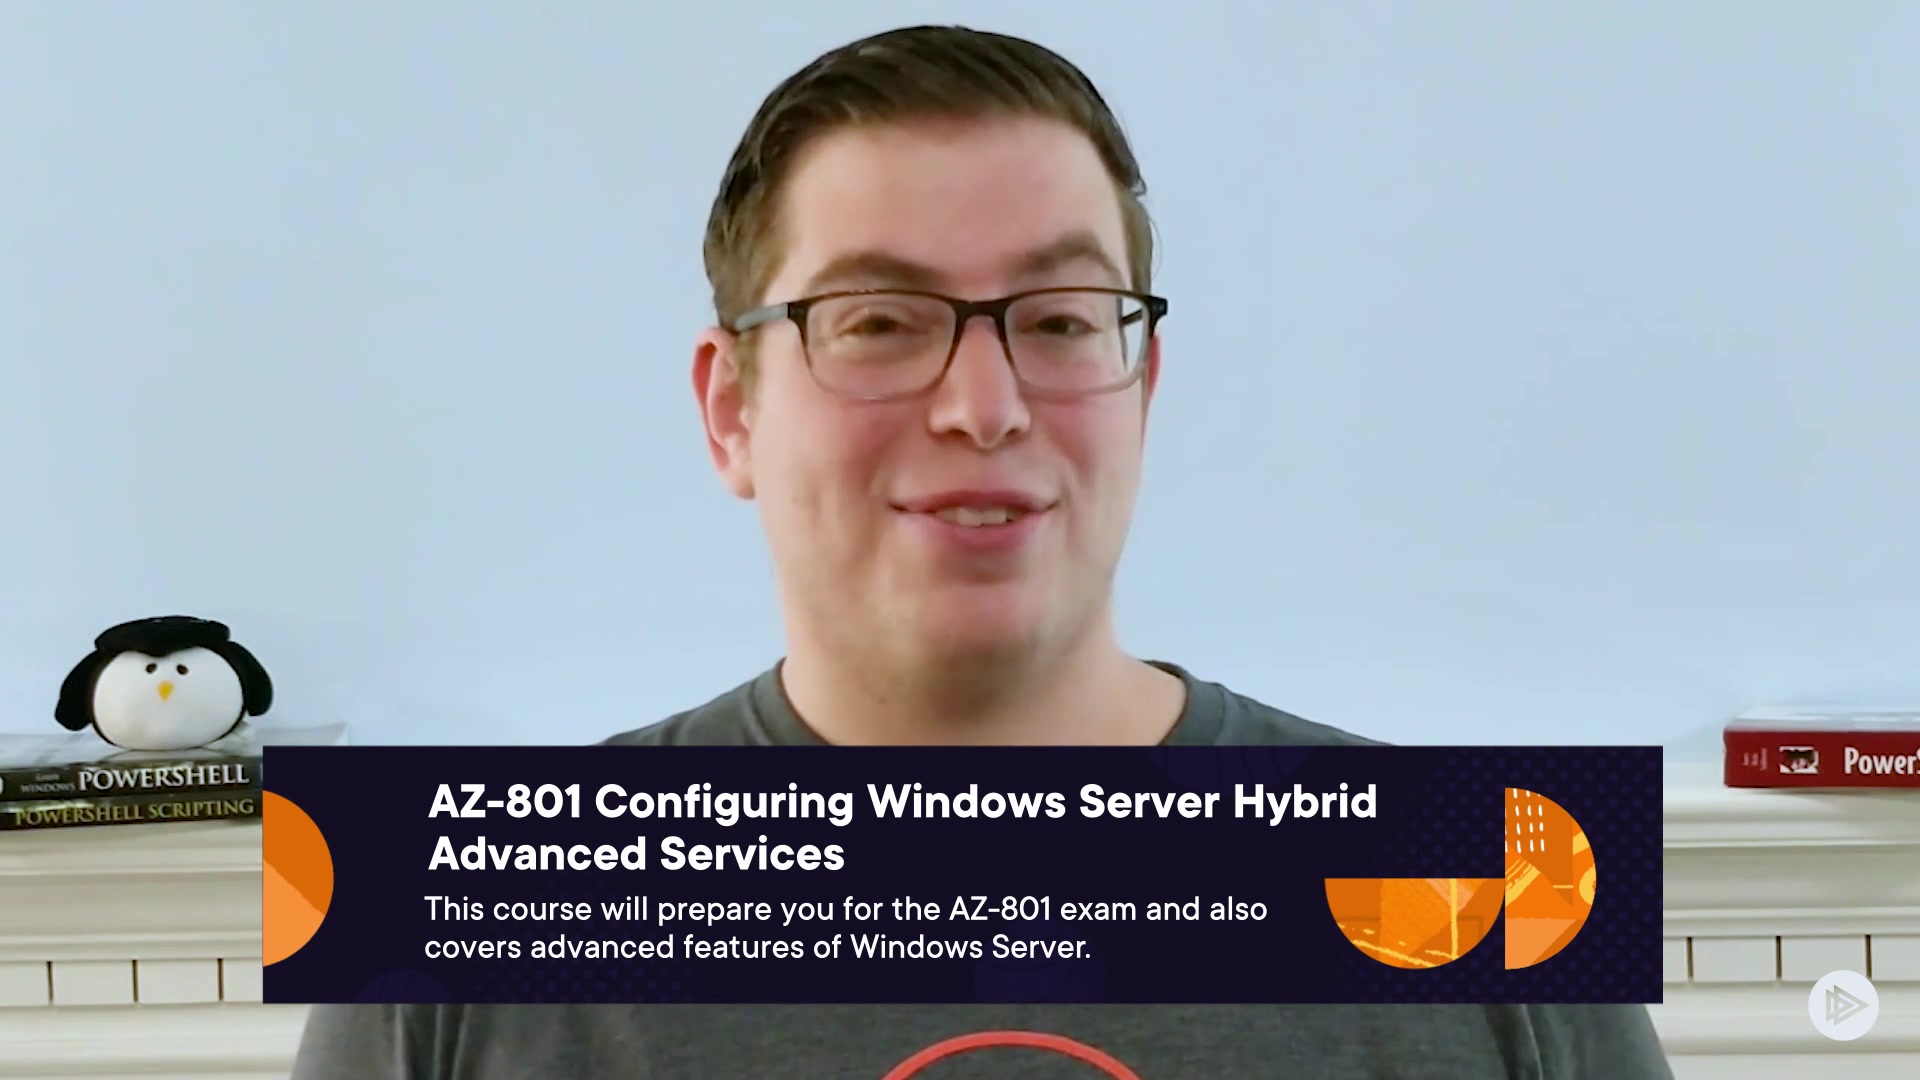 WINDOWS POWERSHELL
POWERSHELL SCRIPTING
AZ-801 Configuring Windows Server Hybrid
Advanced Services
This course will prepare you for the AZ-801 exam and also
covers advanced features of Windows Server.